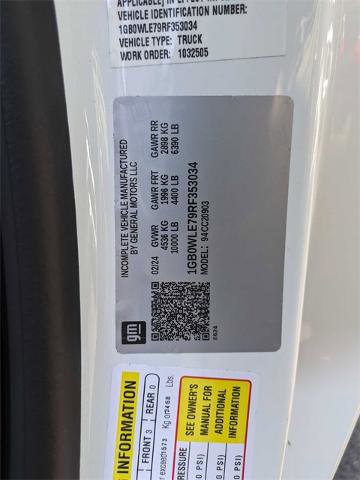 APPLICABLE
VEHICLE IDENTIFICATION NUMBER:
1GB0WLE79RF353034
VEHICLE TYPE: TRUCK
WORK ORDER: 1032505
INCOMPLETE VEHICLE MANUFACTURED
BY GENERAL MOTORS LLC
02/24 GVWR GAWR FRT GAWR RR
4536 KG 1996 KG 2898 KG
10000 LB 4400 LB 6390 LB
1GB0WLE79RF353034
MODEL: 94CC20903
gm
INFORMATION
FRONT 3 REAR 0
Lbs.
SEE OWNER'S
MANUAL FOR
ADDITIONAL
INFORMATION